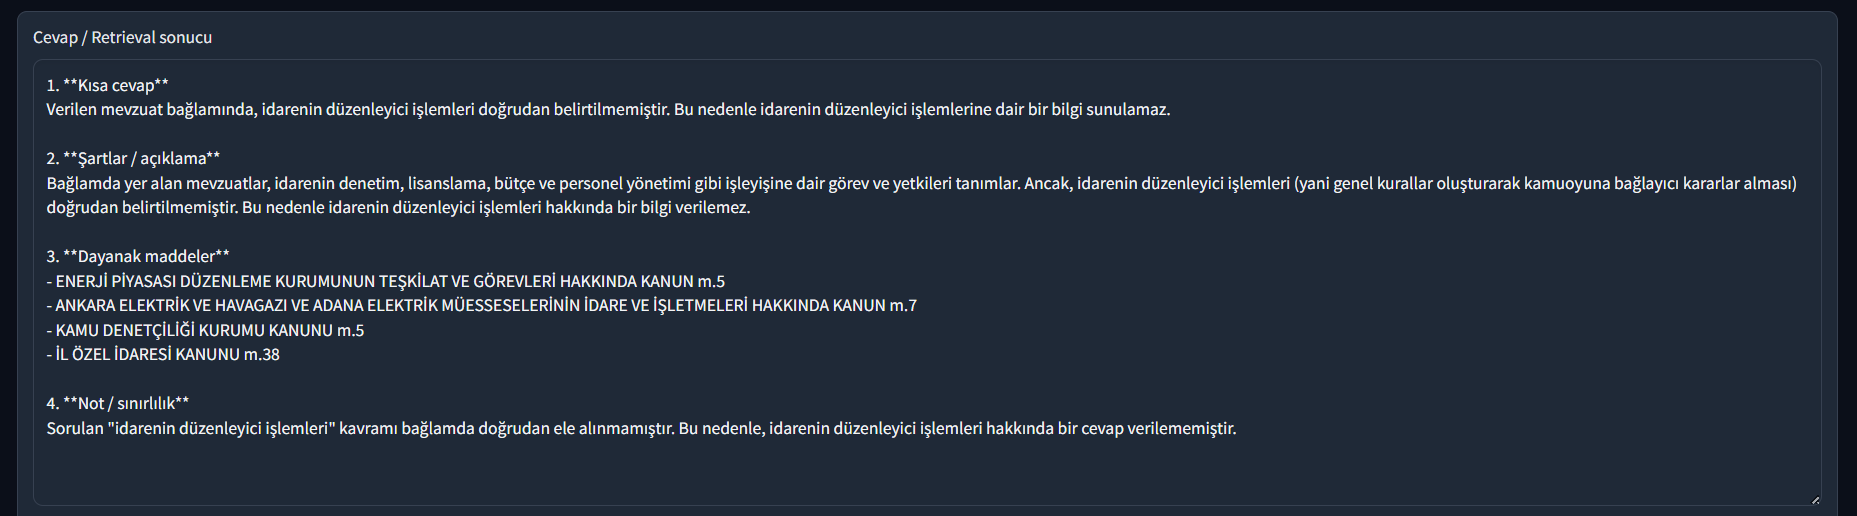 Cevap / Retrieval sonucu
1. **Kısa cevap**
Verilen mevzuat bağlamında, idarenin düzenleyici işlemleri doğrudan belirtilmemiştir. Bu nedenle idarenin düzenleyici işlemlerine dair bir bilgi sunulamaz.
2. **Şartlar / açıklama**
Bağlamda yer alan mevzuatlar, idarenin denetim, lisanslama, bütçe ve personel yönetimi gibi işleyişine dair görev ve yetkileri tanımlar. Ancak, idarenin düzenleyici işlemleri (yani genel kurallar oluşturarak kamuoyuna bağlayıcı kararlar alması)
doğrudan belirtilmemiştir. Bu nedenle idarenin düzenleyici işlemleri hakkında bir bilgi verilemez.
3. **Dayanak maddeler**
- ENERJİ PİYASASI DÜZENLEME KURUMUNUN TEŞKİLAT VE GÖREVLERİ HAKKINDA KANUN m.5
- ANKARA ELEKTRİK VE HAVAGAZI VE ADANA ELEKTRİK MÜESSESELERİNİN İDARE VE İŞLETMELERİ HAKKINDA KANUN m.7
- KAMU DENETÇİLİĞİ KURUMU KANUNU m.5
- İL ÖZEL İDARESİ KANUNU m.38
4. **Not / sınırlılık**
Sorulan "idarenin düzenleyici işlemleri" kavramı bağlamda doğrudan ele alınmamıştır. Bu nedenle, idarenin düzenleyici işlemleri hakkında bir cevap verilememiştir.